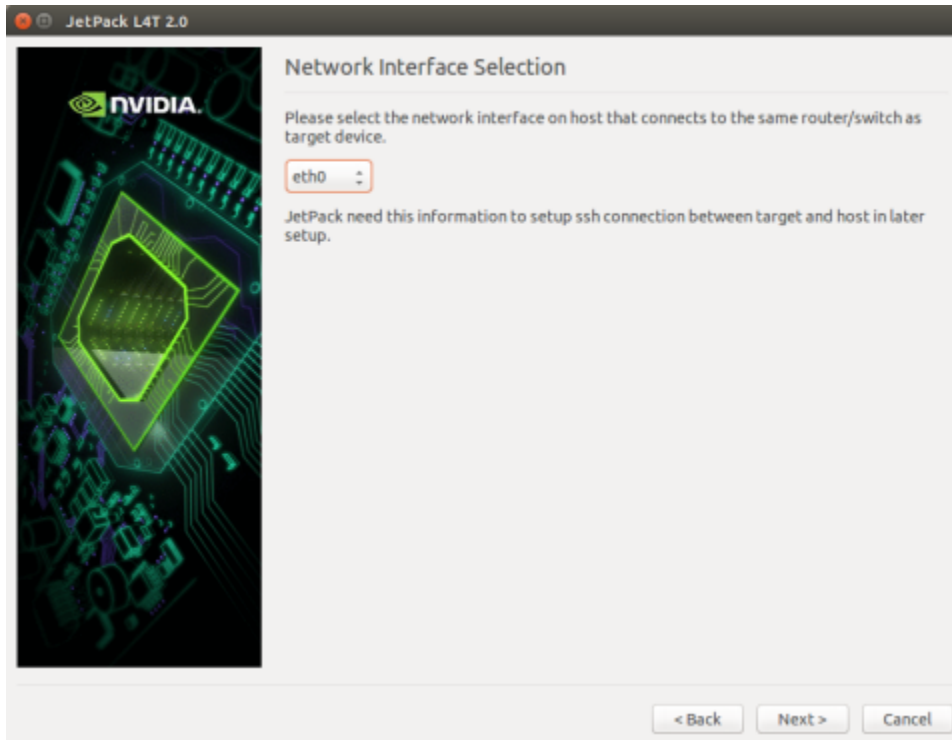 JetPack L4T 2.0
NVIDIA.
Network Interface Selection
Please select the network interface on host that connects to the same router/switch as
target device.
eth0
JetPack need this information to setup ssh connection between target and host in later
setup.
< Back Next > Cancel